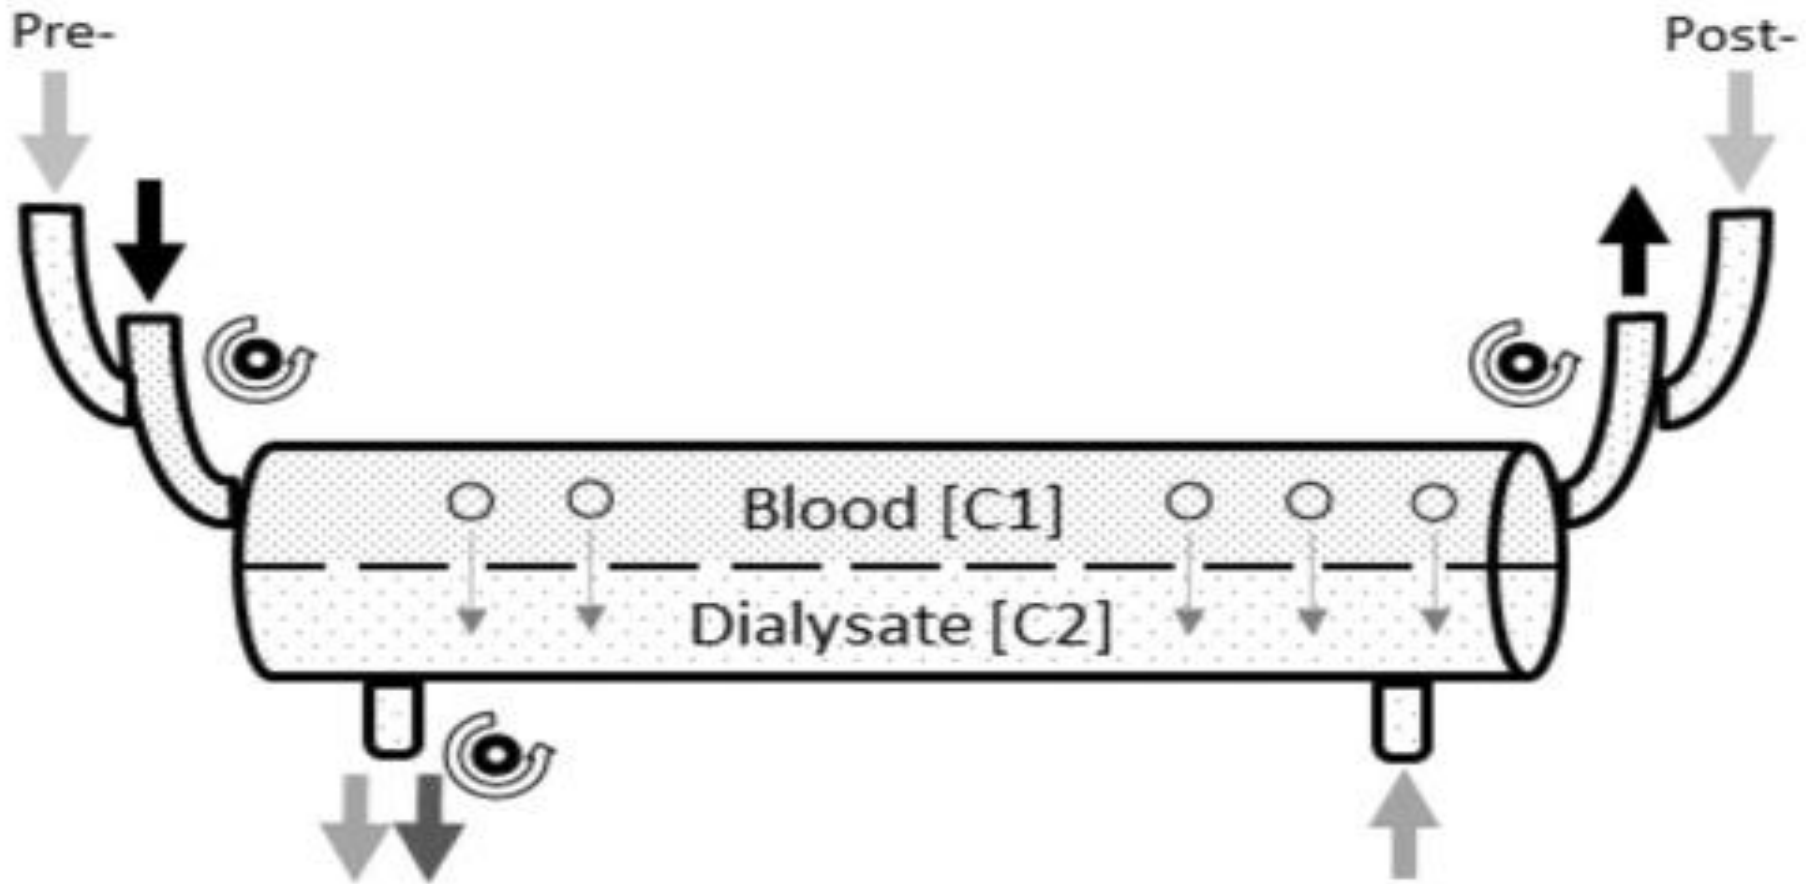 Pre-
Post-
Blood [C1]
Dialysate [C2]